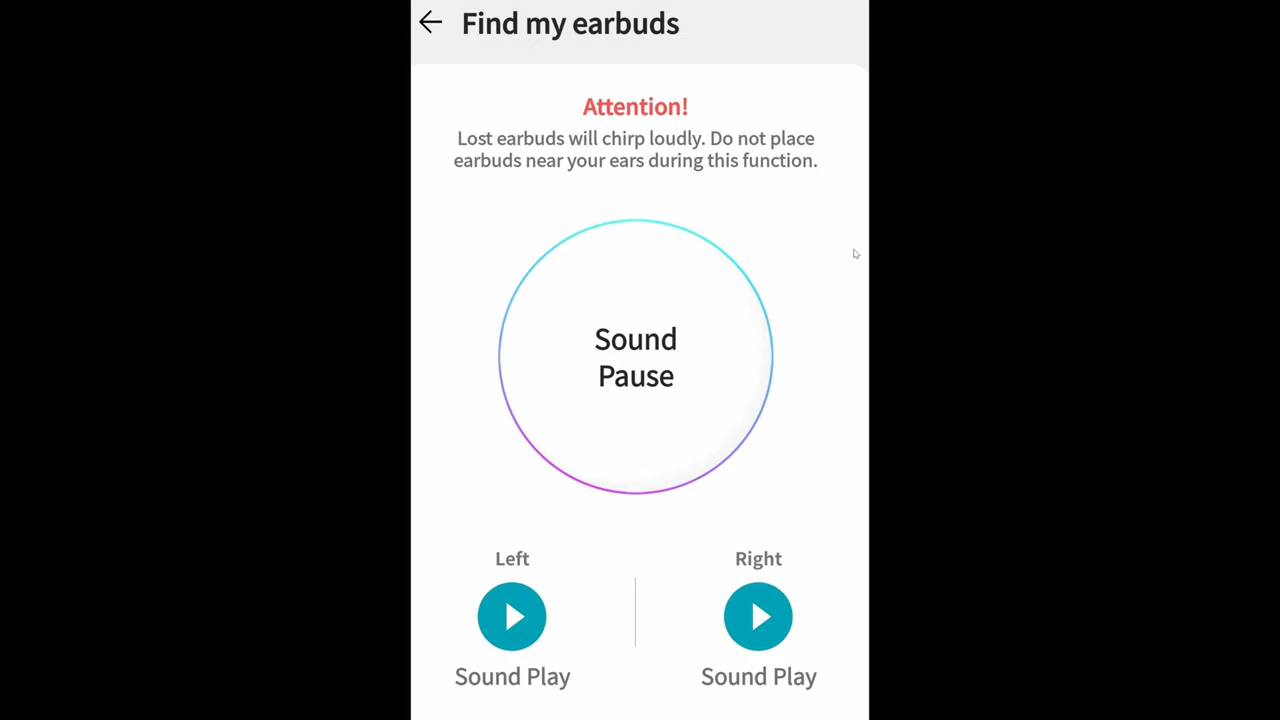 Find my earbuds
Attention!
Lost earbuds will chirp loudly. Do not place
earbuds near your ears during this function.
Sound
Pause
Left
Right
Sound Play
Sound Play